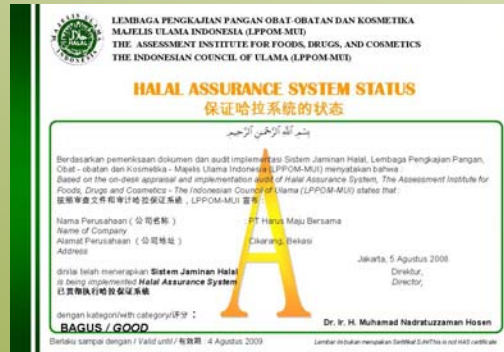 LEMBAGA PENGKAJIAN PANGAN OBAT-OBATAN DAN KOSMETIKA
MAJELIS ULAMA INDONESIA (LPPOM-MUI)
THE ASSESSMENT INSTITUTE FOR FOODS, DRUGS, AND COSMETICS
THE INDONESIAN COUNCIL OF ULAMA (LPPOM-MUI)
HALAL ASSURANCE SYSTEM STATUS
保证哈拉系统的状态
بِسْمِ اللهِ الرَّحْمٰنِ الرَّحِيْمِ
Berdasarkan pemeriksaan dokumen dan audit implementasi Sistem Jaminan Halal, Lembaga Pengkajian Pangan,
Obat - obatan dan Kosmetika - Majelis Ulama Indonesia (LPPOM-MUI) menyatakan bahwa :
Based on the on-desk appraisal and implementation audit of Halal Assurance System, The Assessment Institute for
Foods, Drugs and Cosmetics - The Indonesian Council of Ulama (LPPOM-MUI) states that :
LPPOM-MUI
Nama Perusahaan ( 公司名称 ) : PT Harus Maju Bersama
Name of Company
Alamat Perusahaan ( 公司地址 ) : Cikarang, Bekasi
Address
Jakarta, 5 Agustus 2008
dinilai telah menerapkan Sistem Jaminan Halal
Direktur,
is being implemented Halal Assurance System
Director,
A
dengan kategori/with category/评分 :
BAGUS / GOOD
Dr. Ir. H. Muhamad Nadratuzzaman Hosen
Berlaku sampai dengan / Valid until / 有效期 : 4 Agustus 2009